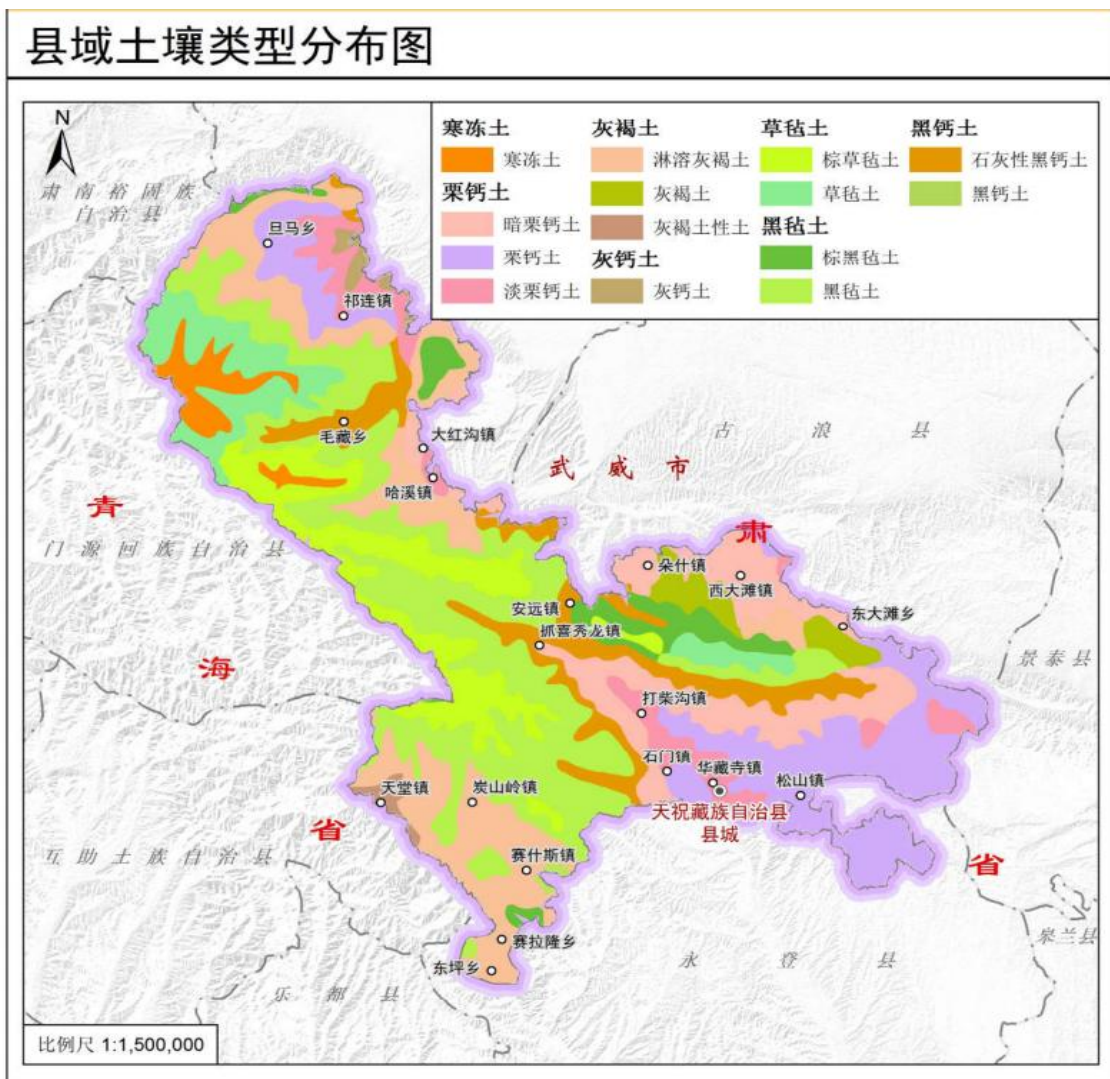 县域土壤类型分布图
N
寒冻土
寒冻土
栗钙土
暗栗钙土
栗钙土
淡栗钙土
灰褐土
淋溶灰褐土
灰褐土
灰褐土性土
灰钙土
灰钙土
草毡土
棕草毡土
草毡土
黑毡土
棕黑毡土
黑毡土
黑钙土
石灰性黑钙土
黑钙土
肃南裕固族
自治县
旦马乡
祁连镇
毛藏乡
大红沟镇
哈溪镇
古浪县
武威市
青
门源回族自治县
肃
朵什镇
西大滩镇
安远镇
东大滩乡
抓喜秀龙镇
海
景泰县
打柴沟镇
石门镇
华藏寺镇
松山镇
天堂镇
炭山岭镇
天祝藏族自治县
县城
省
互助土族自治县
赛什斯镇
省
皋兰县
赛拉隆乡
东坪乡
永登县
乐都县
比例尺 1:1,500,000